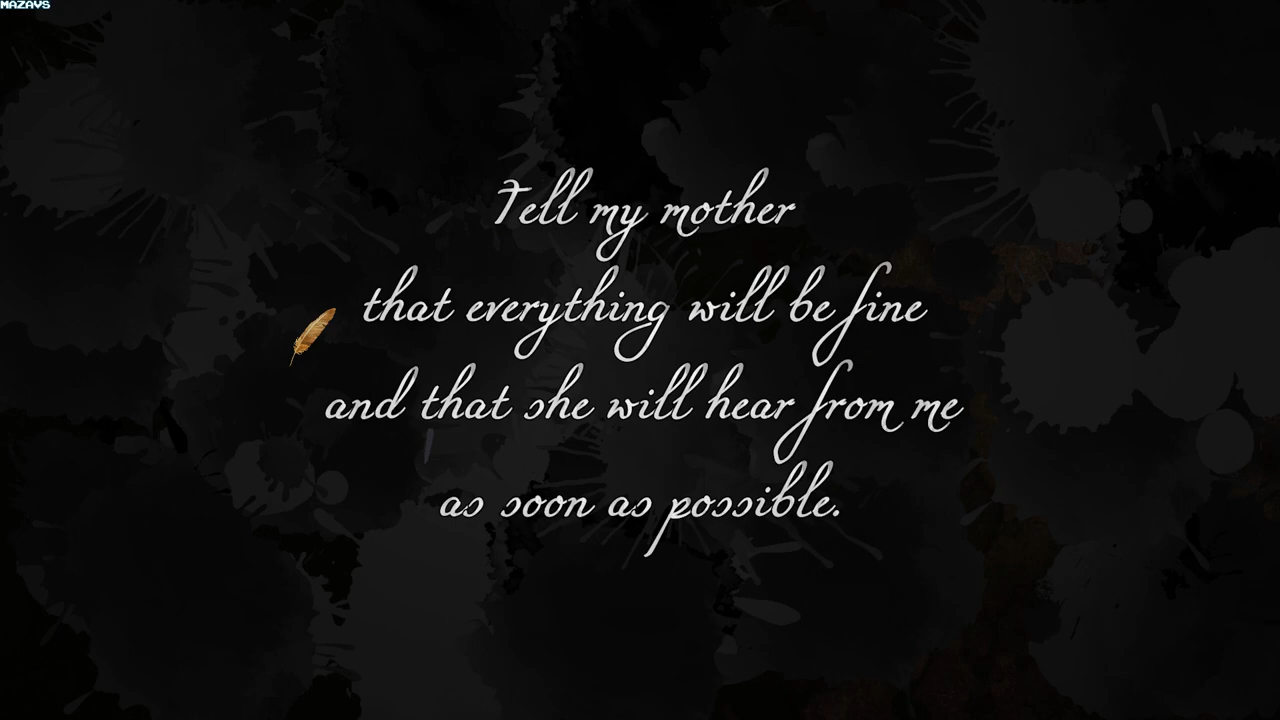 MAZAVS
Tell my mother
that everything will be fine
and that she will hear from me
as soon as possible.